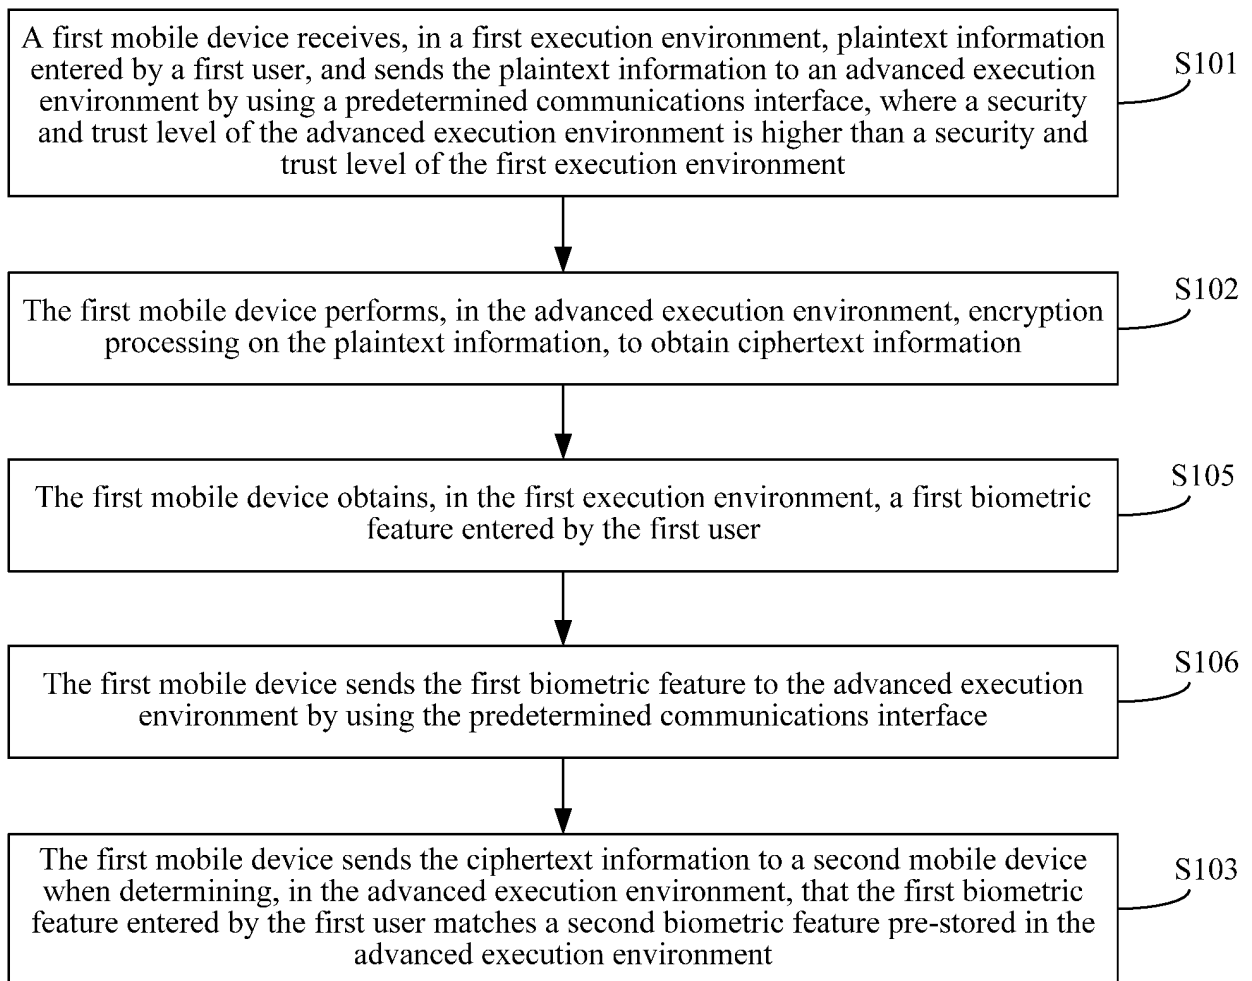 A first mobile device receives, in a first execution environment, plaintext information
entered by a first user, and sends the plaintext information to an advanced execution
environment by using a predetermined communications interface, where a security
and trust level of the advanced execution environment is higher than a security and
trust level of the first execution environment
S101
The first mobile device performs, in the advanced execution environment, encryption
processing on the plaintext information, to obtain ciphertext information
S102
The first mobile device obtains, in the first execution environment, a first biometric
feature entered by the first user
S105
The first mobile device sends the first biometric feature to the advanced execution
environment by using the predetermined communications interface
S106
The first mobile device sends the ciphertext information to a second mobile device
when determining, in the advanced execution environment, that the first biometric
feature entered by the first user matches a second biometric feature pre-stored in the
advanced execution environment
S103